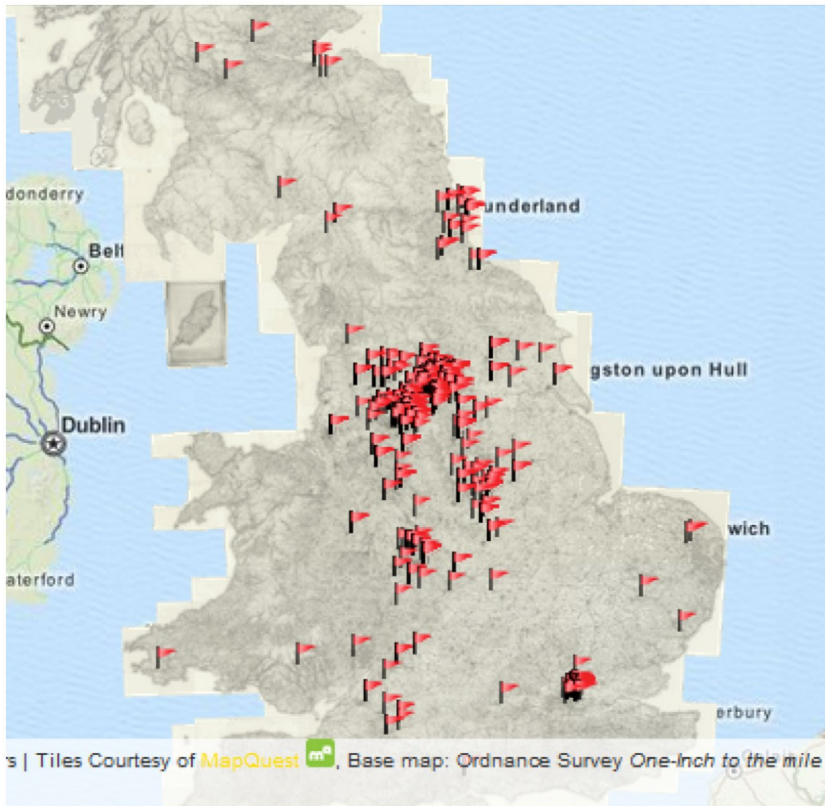 donderry
underland
Belf
Newry
gston upon Hull
Dublin
wich
aterford
erbury
s | Tiles Courtesy of MapQuest mq, Base map: Ordnance Survey One-Inch to the mile